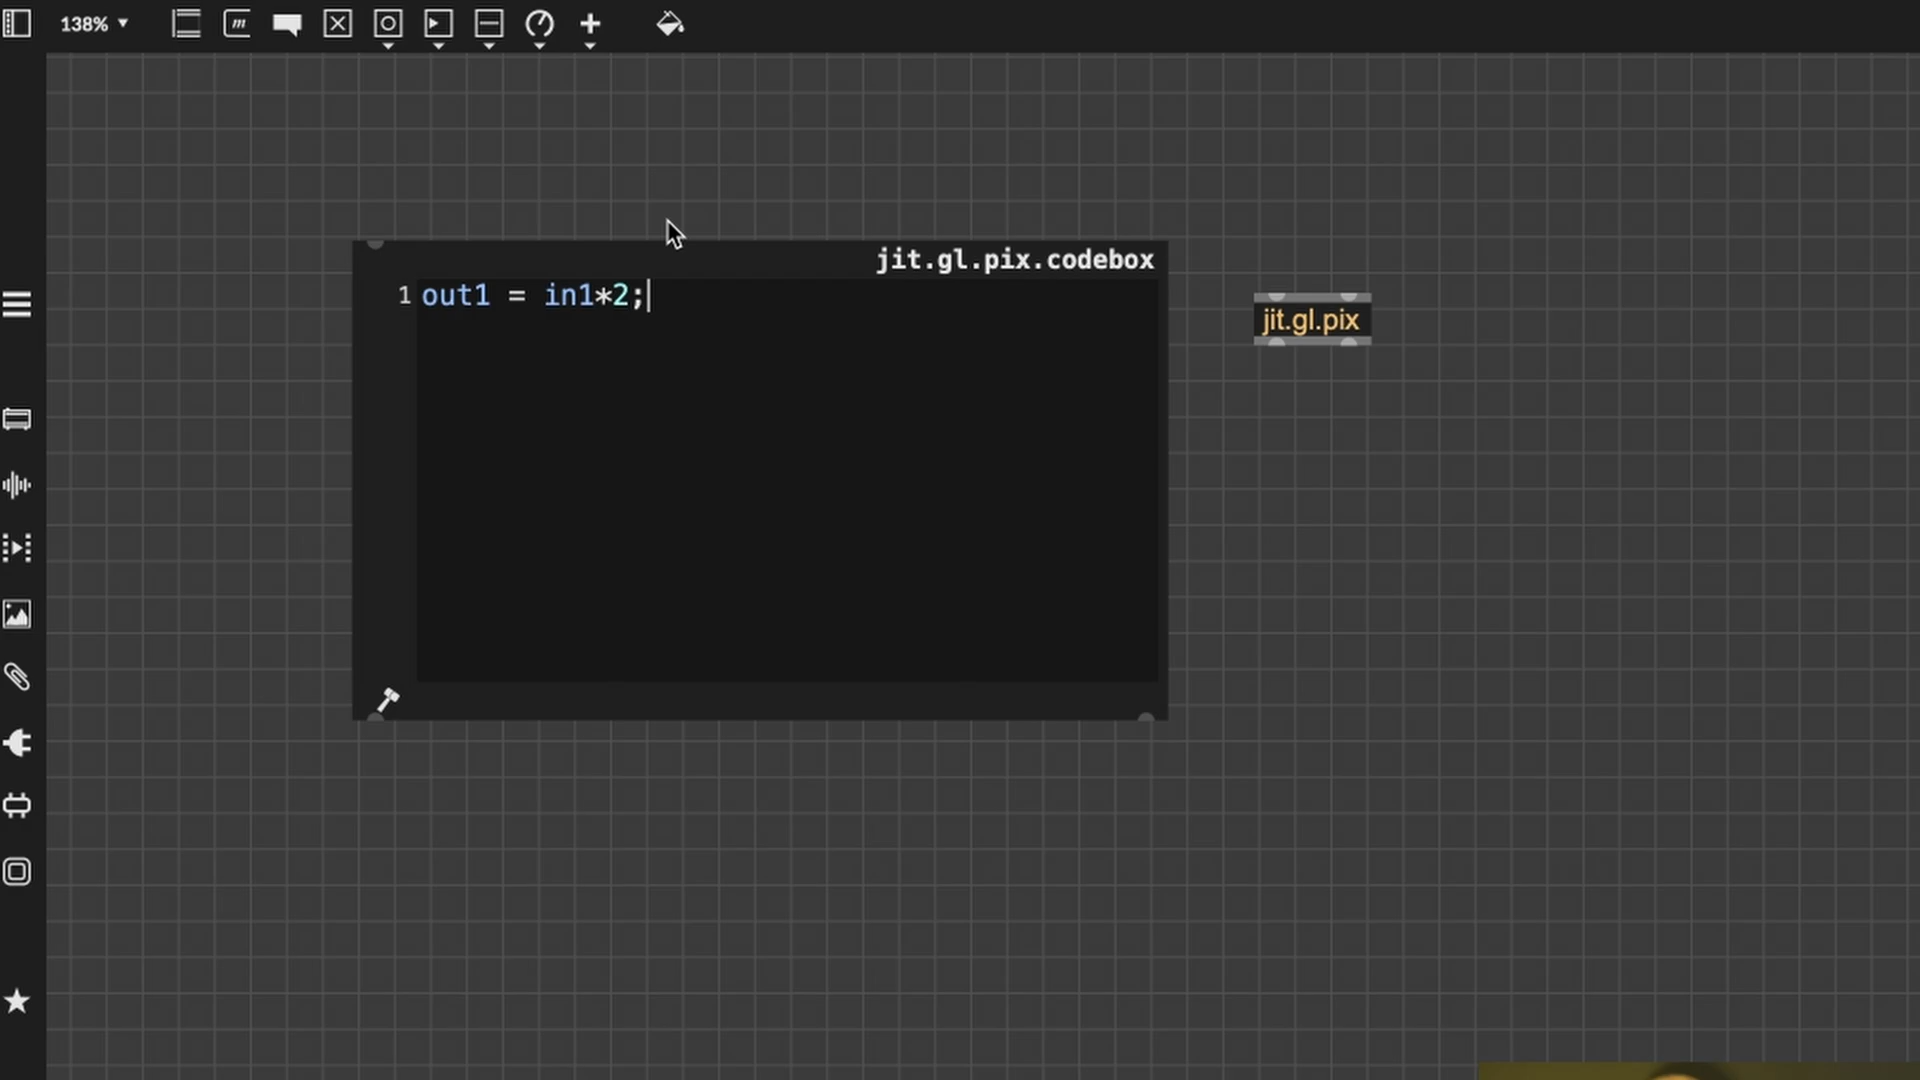 138%
m
jit.gl.pix.codebox
1 out1 = in1*2;
jit.gl.pix